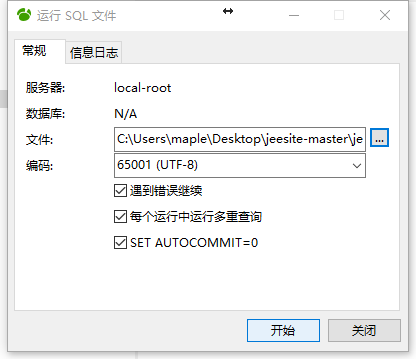 运行 SQL 文件
常规
信息日志
服务器: local-root
数据库: N/A
文件: C:\Users\maple\Desktop\jeesite-master\je ...
编码: 65001 (UTF-8)
遇到错误继续
每个运行中运行多重查询
SET AUTOCOMMIT=0
开始
关闭